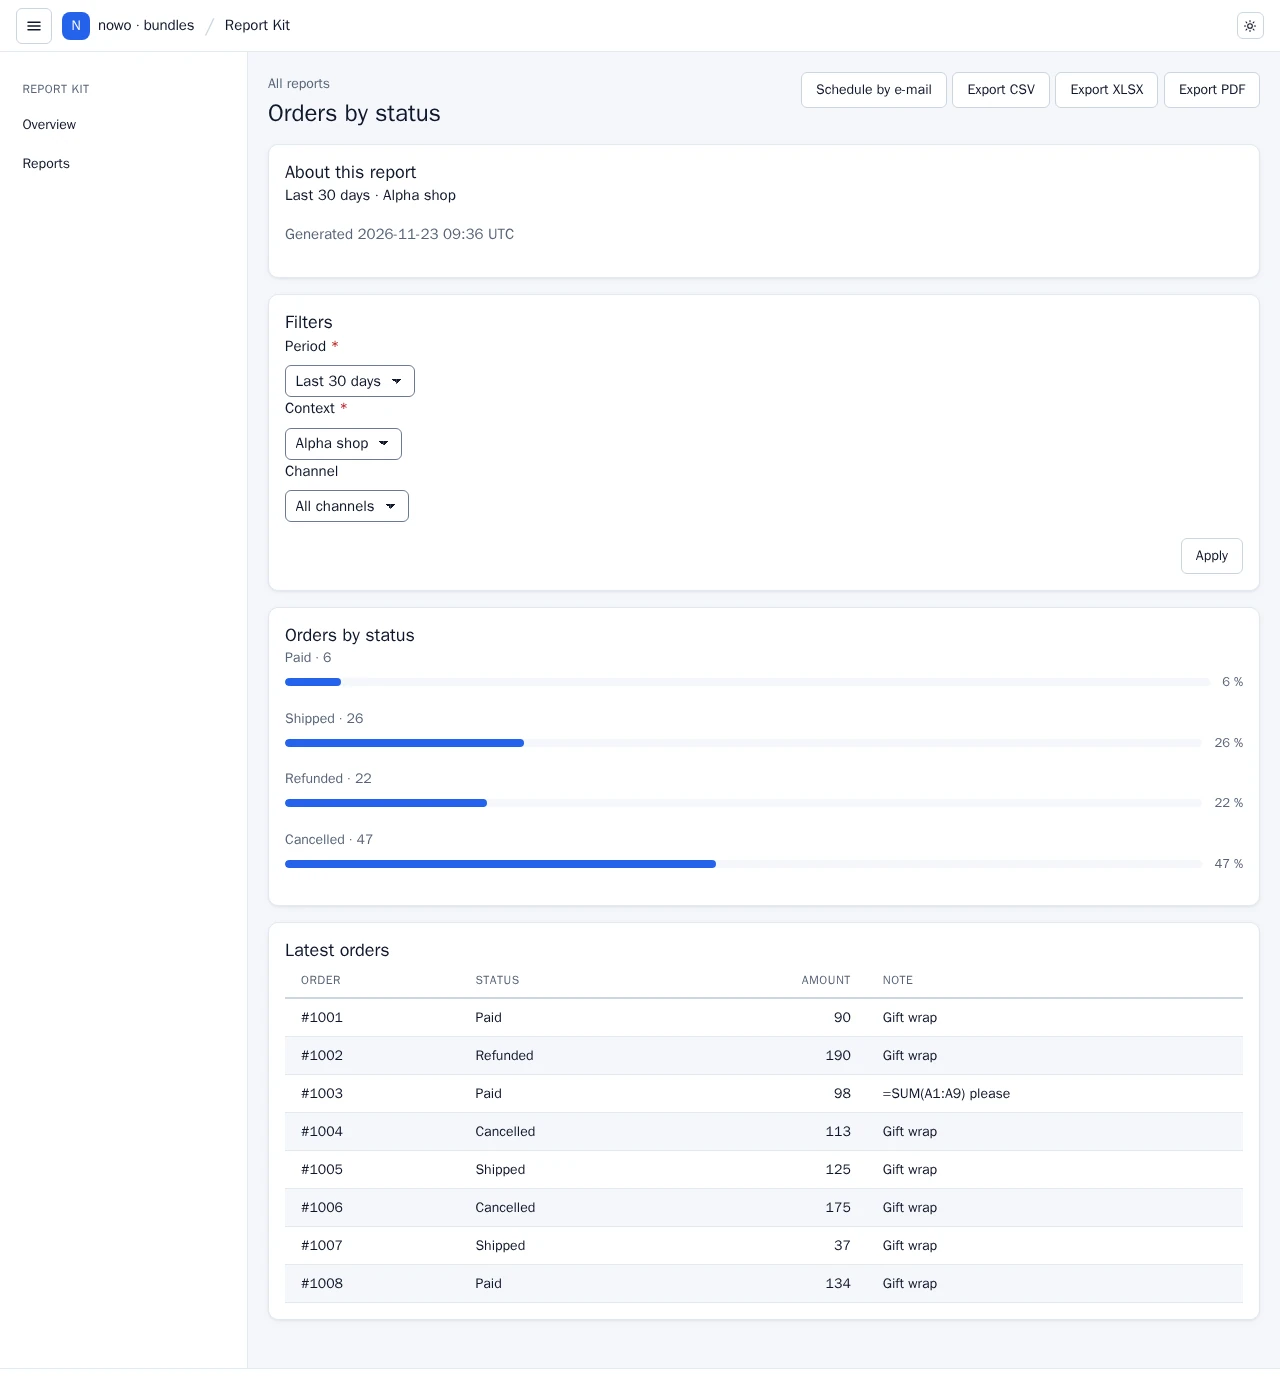 N nowo · bundles / Report Kit
REPORT KIT
Overview
Reports
All reports
Orders by status
Schedule by e-mail Export CSV Export XLSX Export PDF
About this report
Last 30 days · Alpha shop
Generated 2026-11-23 09:36 UTC
Filters
Period *
Last 30 days
Context *
Alpha shop
Channel
All channels
Apply
Orders by status
Paid · 6
6 %
Shipped · 26
26 %
Refunded · 22
22 %
Cancelled · 47
47 %
Latest orders
ORDER STATUS AMOUNT NOTE
#1001 Paid 90 Gift wrap
#1002 Refunded 190 Gift wrap
#1003 Paid 98 =SUM(A1:A9) please
#1004 Cancelled 113 Gift wrap
#1005 Shipped 125 Gift wrap
#1006 Cancelled 175 Gift wrap
#1007 Shipped 37 Gift wrap
#1008 Paid 134 Gift wrap